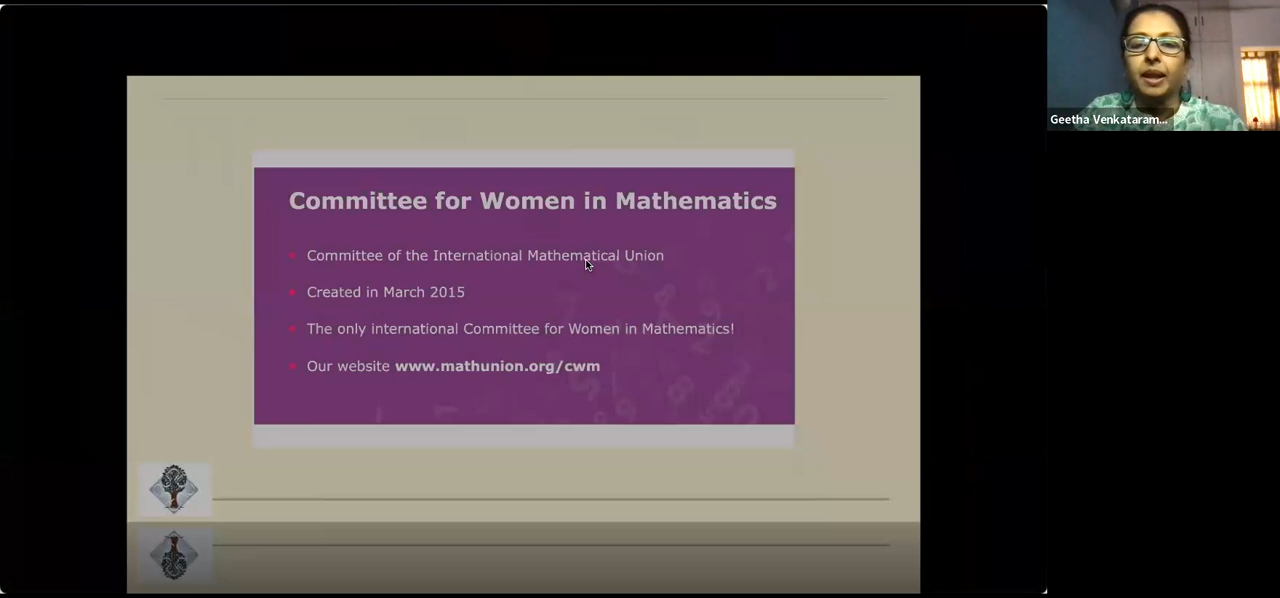 Geetha Venkataram...
Committee for Women in Mathematics
Committee of the International Mathematical Union
Created in March 2015
The only international Committee for Women in Mathematics!
Our website www.mathunion.org/cwm